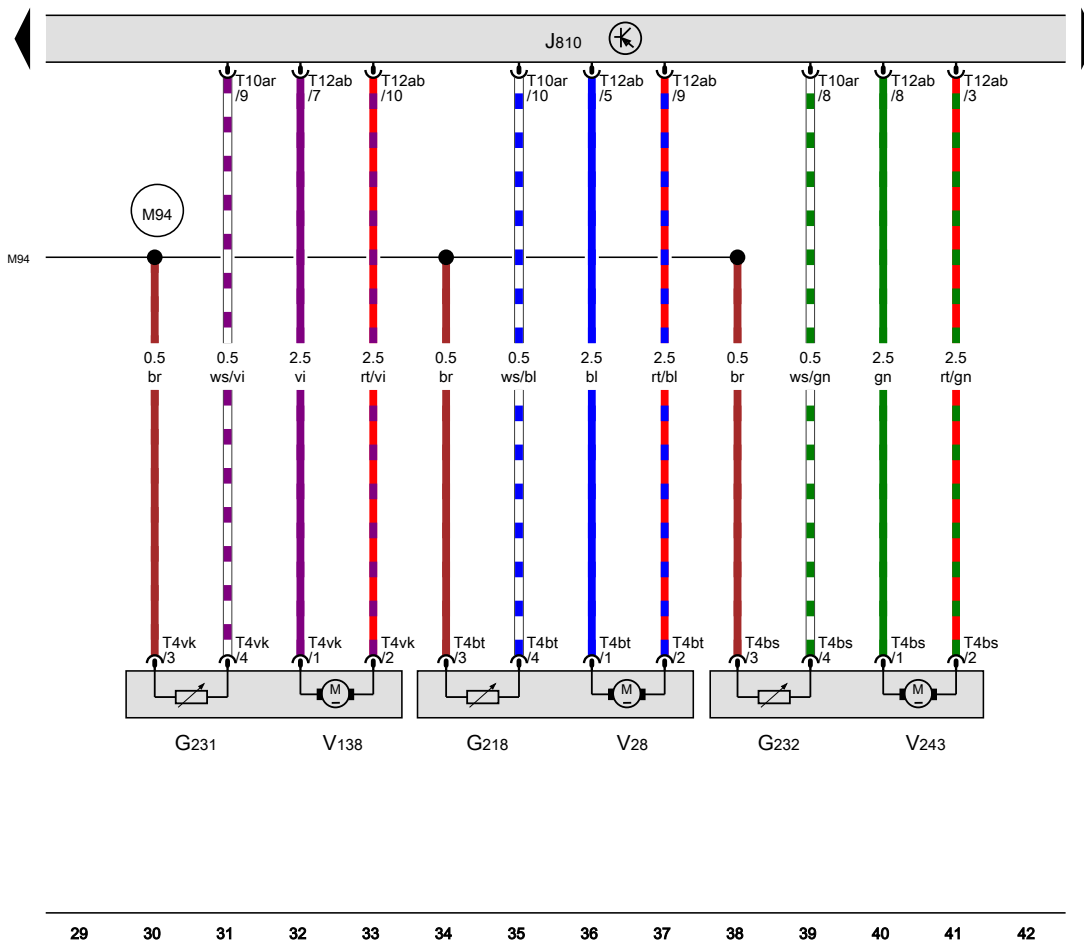 J810
T10ar T12ab T12ab T10ar T12ab T12ab T10ar T12ab T12ab
/9 /7 /10 /10 /5 /9 /8 /8 /3
M94
M94
0.5 0.5 2.5 2.5 0.5 0.5 2.5 2.5 0.5 0.5 2.5 2.5
br ws/vi vi rt/vi br ws/bl bl rt/bl br ws/gn gn rt/gn
T4vk T4vk T4vk T4vk T4bt T4bt T4bt T4bt T4bs T4bs T4bs T4bs
/3 /4 /1 /2 /3 /4 /1 /2 /3 /4 /1 /2
M M M
G231 V138 G218 V28 G232 V243
29 30 31 32 33 34 35 36 37 38 39 40 41 42